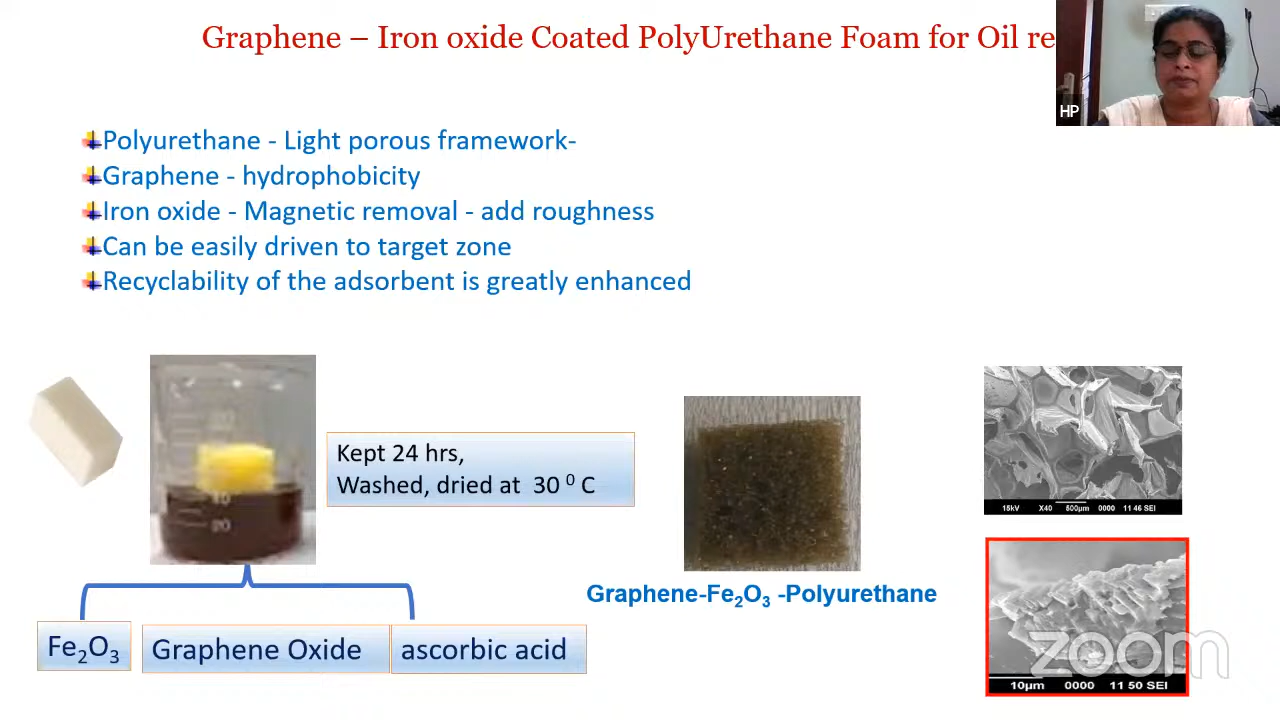 Graphene – Iron oxide Coated PolyUrethane Foam for Oil re
HP
Polyurethane - Light porous framework-
Graphene - hydrophobicity
Iron oxide - Magnetic removal - add roughness
Can be easily driven to target zone
Recyclability of the adsorbent is greatly enhanced
Kept 24 hrs,
Washed, dried at 30 ⁰ C
15kV X40 500µm 0000 11 46 SEI
Graphene-Fe₂O₃ -Polyurethane
Fe₂O₃
Graphene Oxide
ascorbic acid
zoom
10µm 0000 11 50 SEI